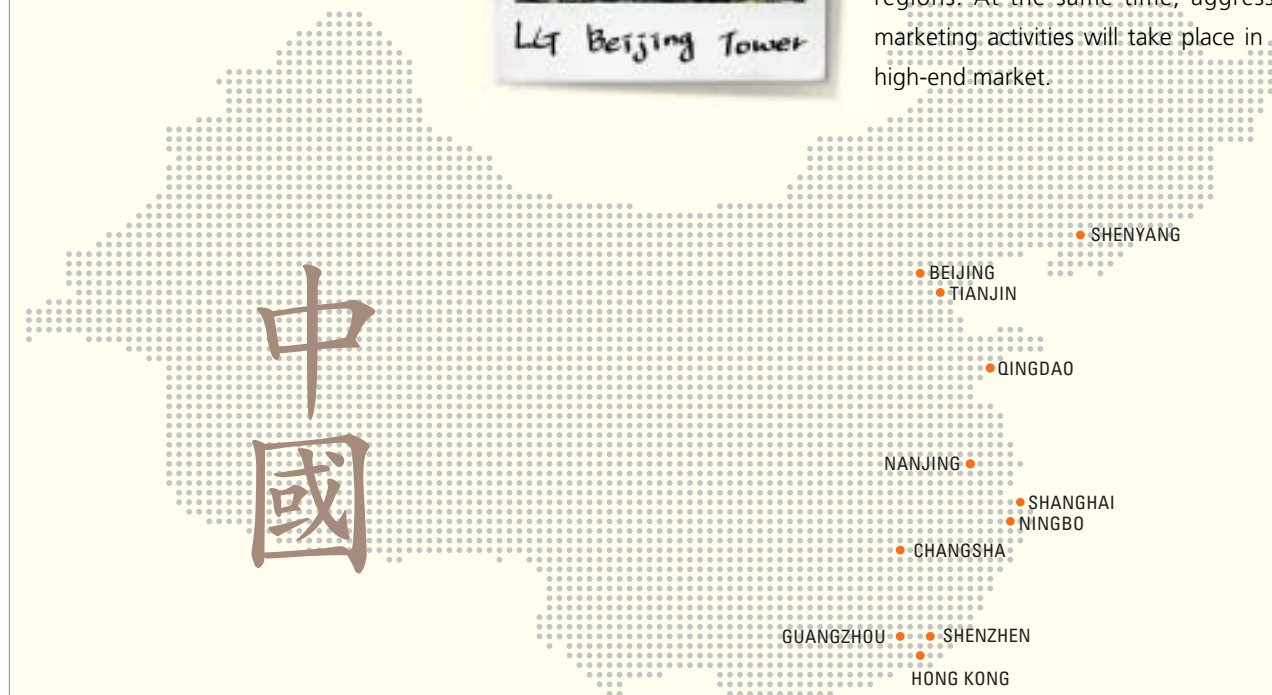 regions. At the same time, aggress
marketing activities will take place in
high-end market.
LG Beijing Tower
中
國
SHENYANG
BEIJING
TIANJIN
QINGDAO
NANJING
SHANGHAI
NINGBO
CHANGSHA
GUANGZHOU
SHENZHEN
HONG KONG